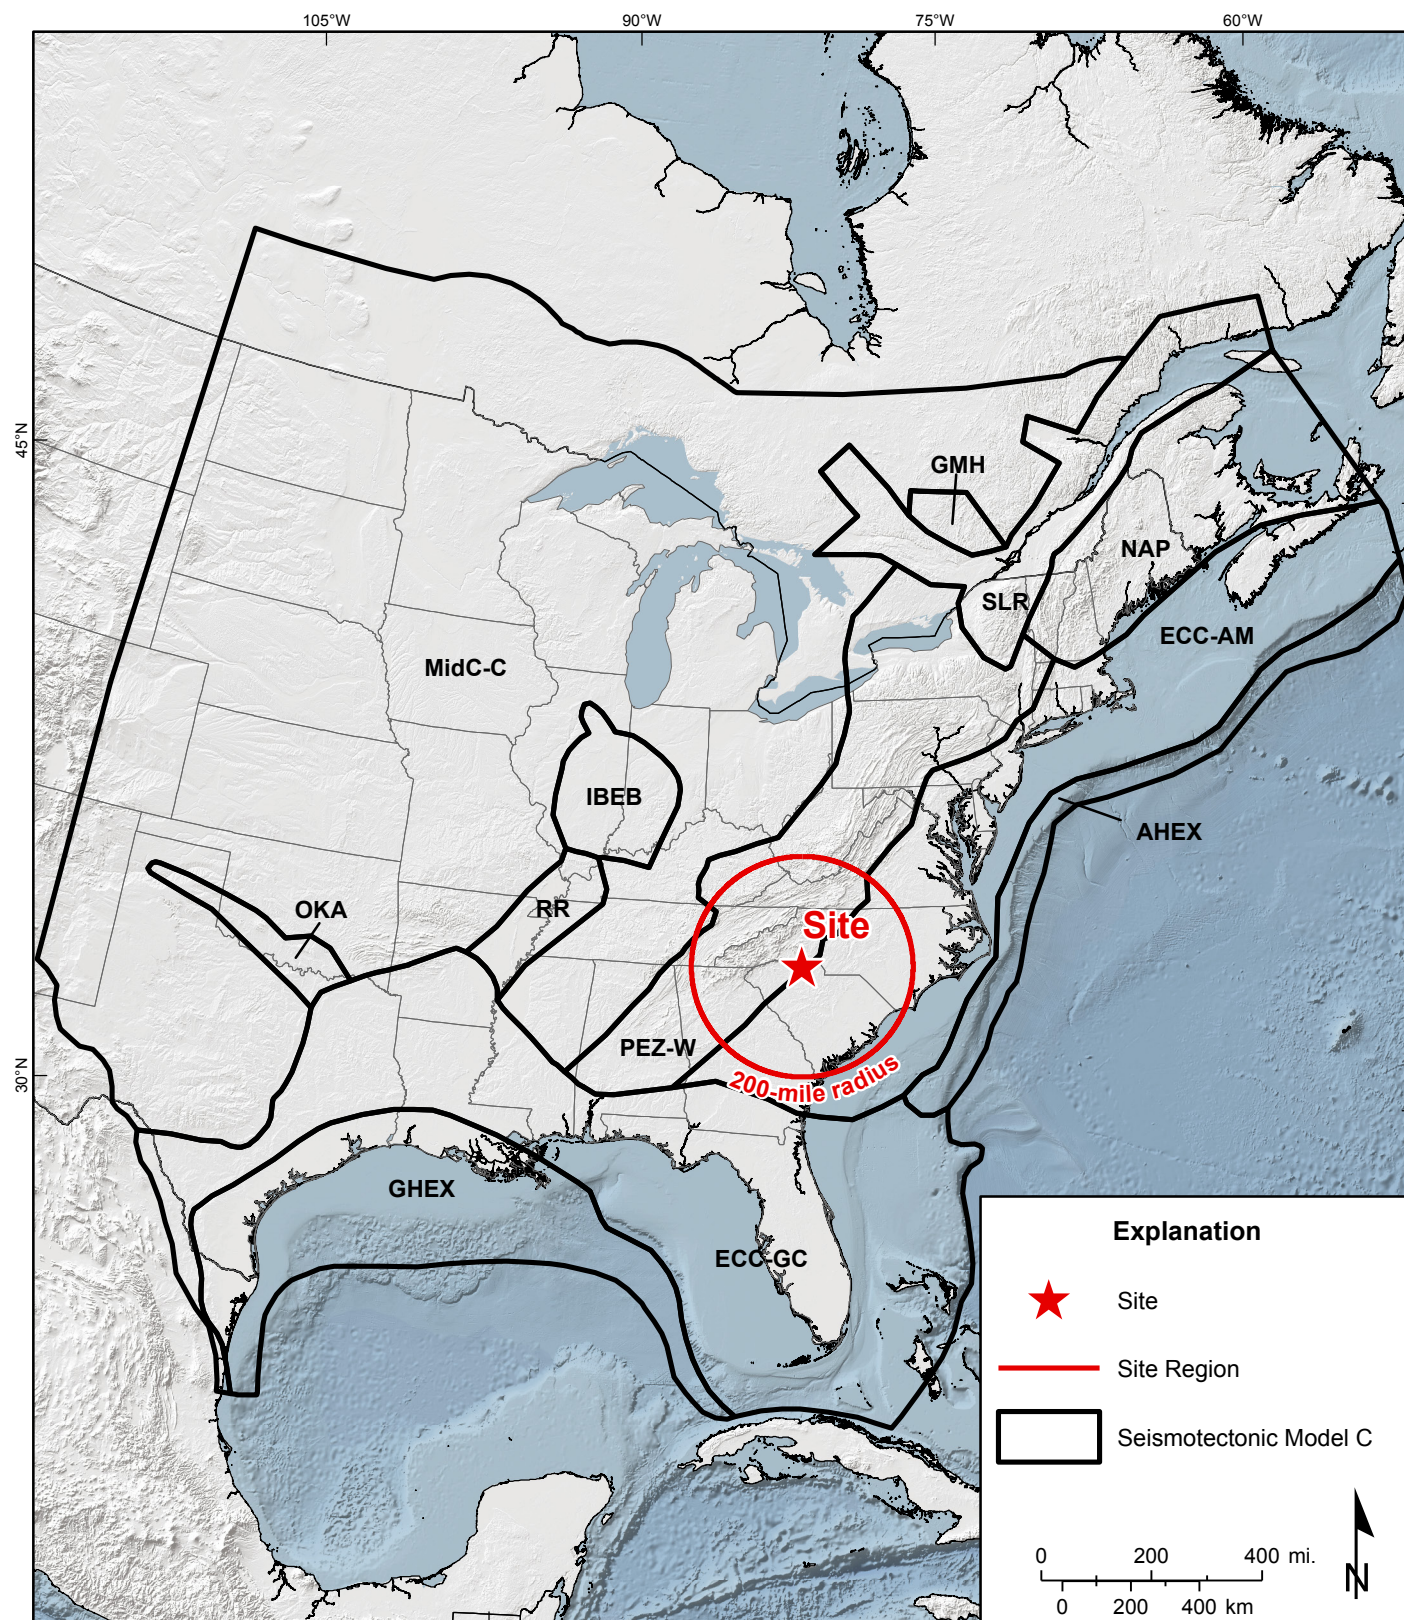 105°W 90°W 75°W 60°W
45°N
30°N
GMH
NAP
SLR
ECC-AM
MidC-C
IBEB
AHEX
OKA
RR
Site
PEZ-W
200-mile radius
GHEX
ECC-GC
Explanation
Site
Site Region
Seismotectonic Model C
0 200 400 mi.
0 200 400 km
N